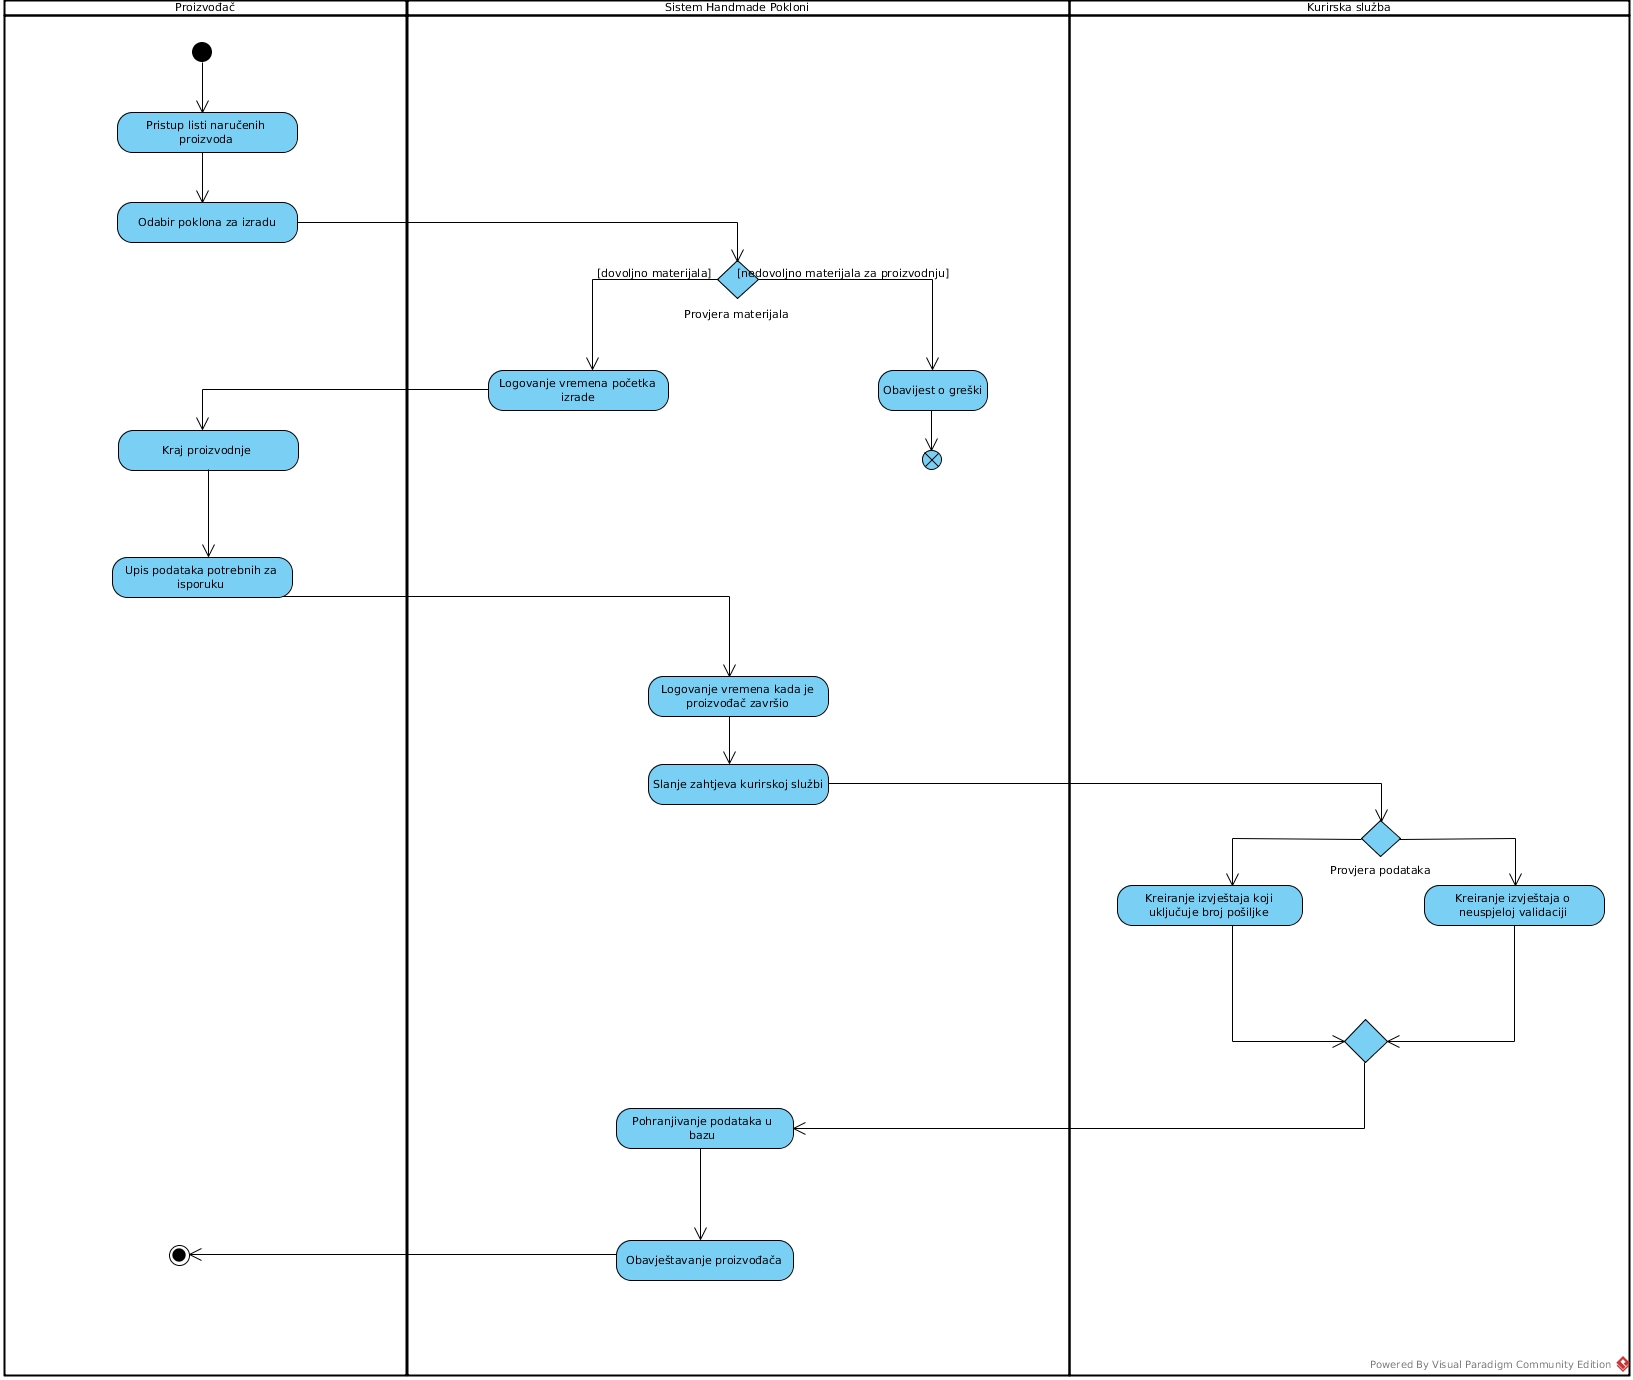 Proizvođač
Sistem Handmade Pokloni
Kurirska služba
Pristup listi naručenih
proizvoda
Odabir poklona za izradu
[dovoljno materijala]
[nedovoljno materijala za proizvodnju]
Provjera materijala
Logovanje vremena početka
izrade
Obavijest o greški
Kraj proizvodnje
Upis podataka potrebnih za
isporuku
Logovanje vremena kada je
proizvođač završio
Slanje zahtjeva kurirskoj službi
Provjera podataka
Kreiranje izvještaja koji
uključuje broj pošiljke
Kreiranje izvještaja o
neuspjeloj validaciji
Pohranjivanje podataka u
bazu
Obavještavanje proizvođača
Powered By Visual Paradigm Community Edition